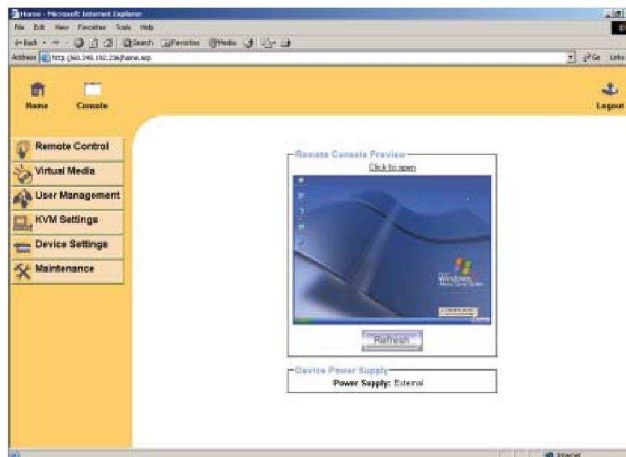 Home - Microsoft Internet Explorer
File Edit View Favorites Tools Help
Back Search Favorites Media
Address Go Links
Home Console Logout
Remote Control
Virtual Media
User Management
KVM Settings
Device Settings
Maintenance
Remote Console Preview
Click to open
Windows
Refresh
Device Power Supply
Power Supply: External
Internet